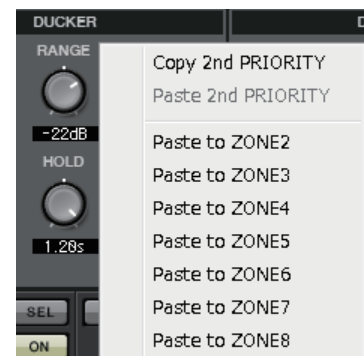 DUCKER
D
RANGE
-22dB
HOLD
1.20s
SEL
ON
Copy 2nd PRIORITY
Paste 2nd PRIORITY
Paste to ZONE2
Paste to ZONE3
Paste to ZONE4
Paste to ZONE5
Paste to ZONE6
Paste to ZONE7
Paste to ZONE8